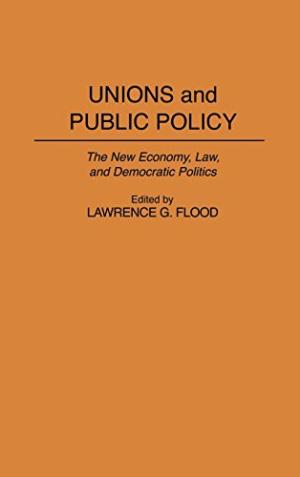 UNIONS and
PUBLIC POLICY
The New Economy, Law,
and Democratic Politics
Edited by
LAWRENCE G. FLOOD